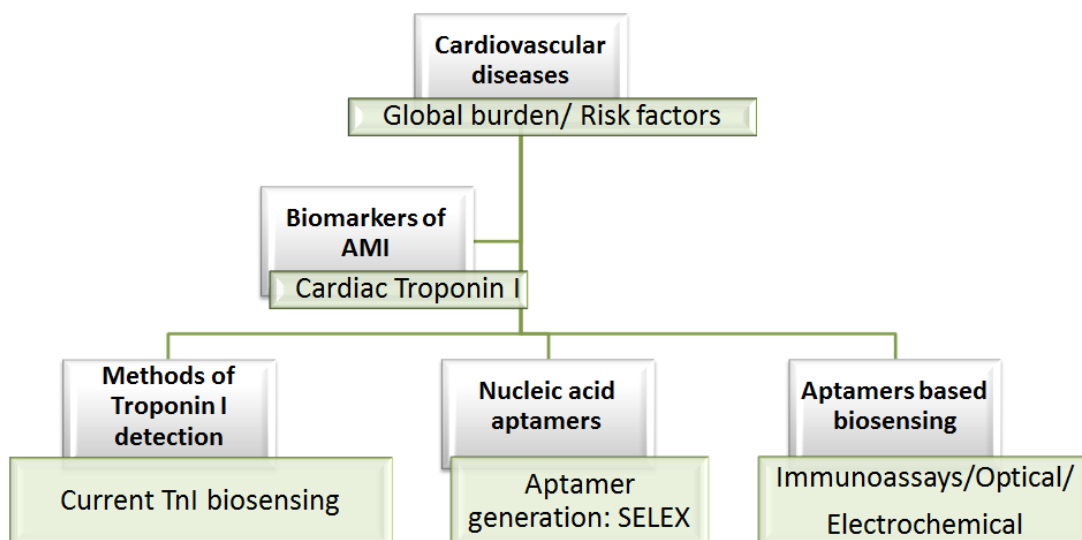 Cardiovascular
diseases
Global burden/ Risk factors
Biomarkers of
AMI
Cardiac Troponin I
Methods of
Troponin I
detection
Current TnI biosensing
Nucleic acid
aptamers
Aptamer
generation: SELEX
Aptamers based
biosensing
Immunoassays/Optical/
Electrochemical